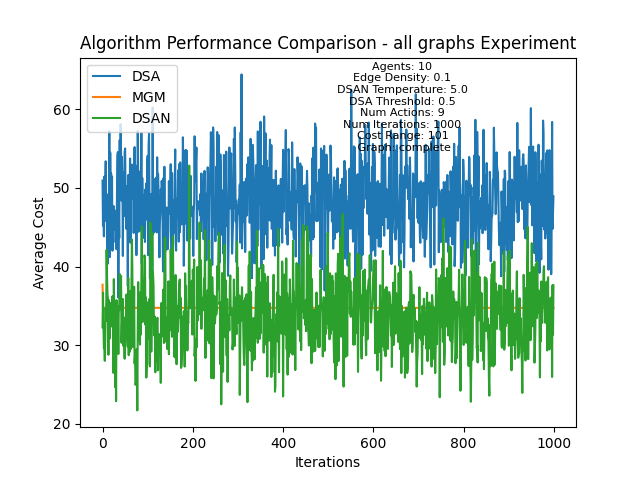 Algorithm Performance Comparison - all graphs Experiment
DSA
MGM
DSAN
Agents: 10
Edge Density: 0.1
DSAN Temperature: 5.0
DSA Threshold: 0.5
Num Actions: 9
Num Iterations: 1000
Cost Range: 101
Graph: complete
Average Cost
60
50
40
30
20
0
200
400
600
800
1000
Iterations